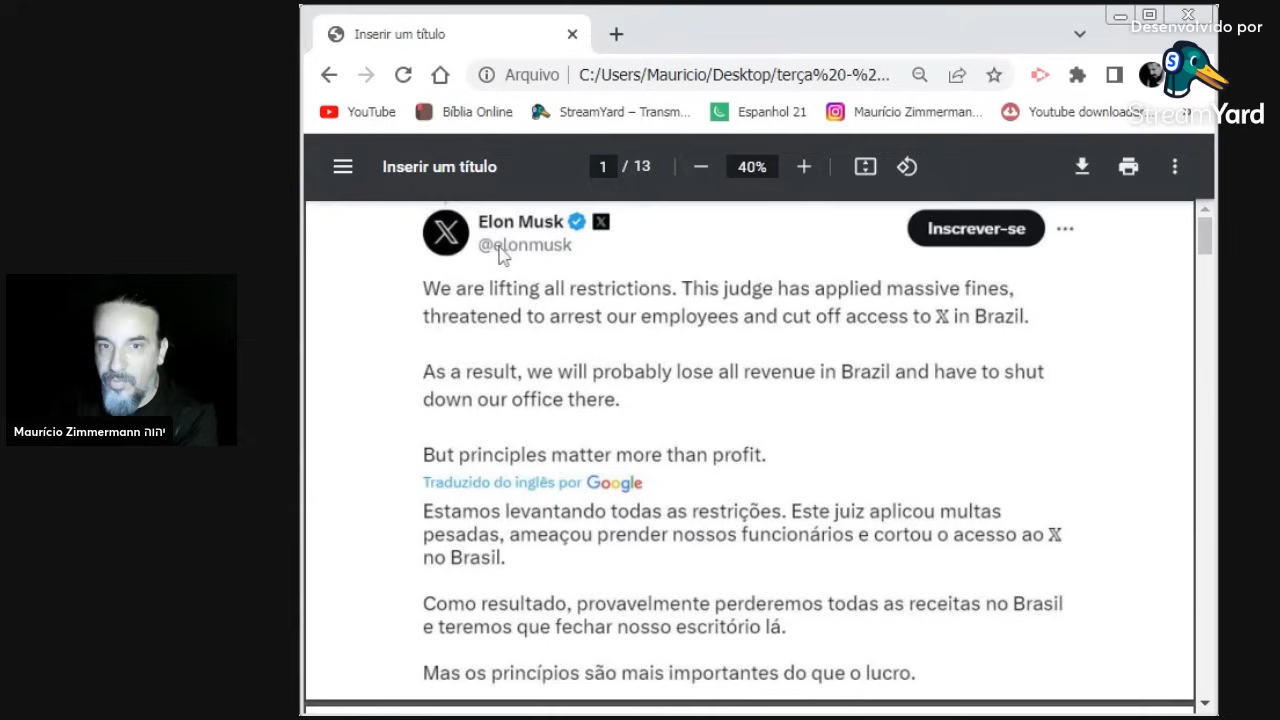 Inserir um título
Desenvolvido por
Arquivo
C:/Users/Mauricio/Desktop/terça%20-%2...
StreamYard
YouTube
Bíblia Online
StreamYard – Transm...
Espanhol 21
Maurício Zimmerman...
Youtube downloader
Inserir um título
1 / 13
40%
Elon Musk
@elonmusk
Inscrever-se
We are lifting all restrictions. This judge has applied massive fines,
threatened to arrest our employees and cut off access to 𝕏 in Brazil.
As a result, we will probably lose all revenue in Brazil and have to shut
down our office there.
But principles matter more than profit.
Traduzido do inglês por Google
Estamos levantando todas as restrições. Este juiz aplicou multas
pesadas, ameaçou prender nossos funcionários e cortou o acesso ao 𝕏
no Brasil.
Como resultado, provavelmente perderemos todas as receitas no Brasil
e teremos que fechar nosso escritório lá.
Mas os princípios são mais importantes do que o lucro.
Maurício Zimmermann יהוה